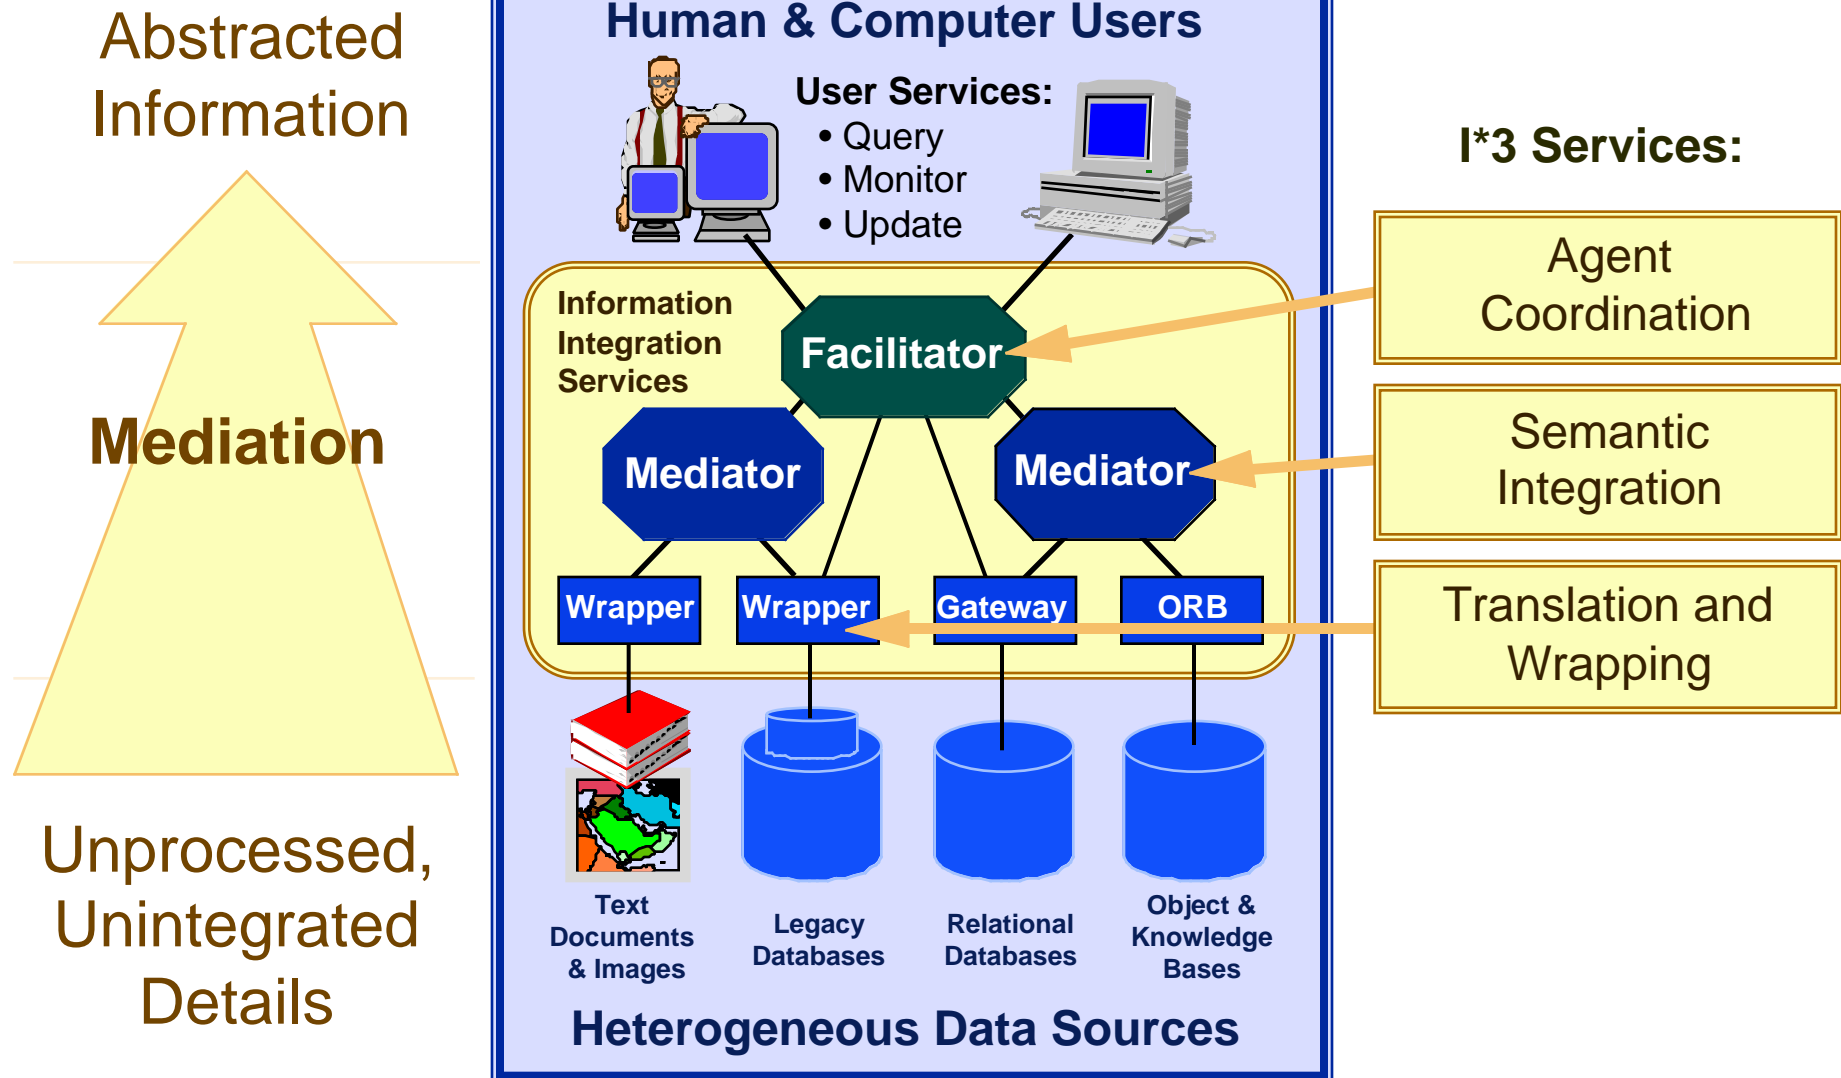 Abstracted
Information
Mediation
Unprocessed,
Unintegrated
Details
Human & Computer Users
User Services:
• Query
• Monitor
• Update
Information
Integration
Services
Facilitator
Mediator
Mediator
Wrapper
Wrapper
Gateway
ORB
Text
Documents
& Images
Legacy
Databases
Relational
Databases
Object &
Knowledge
Bases
Heterogeneous Data Sources
I*3 Services:
Agent
Coordination
Semantic
Integration
Translation and
Wrapping